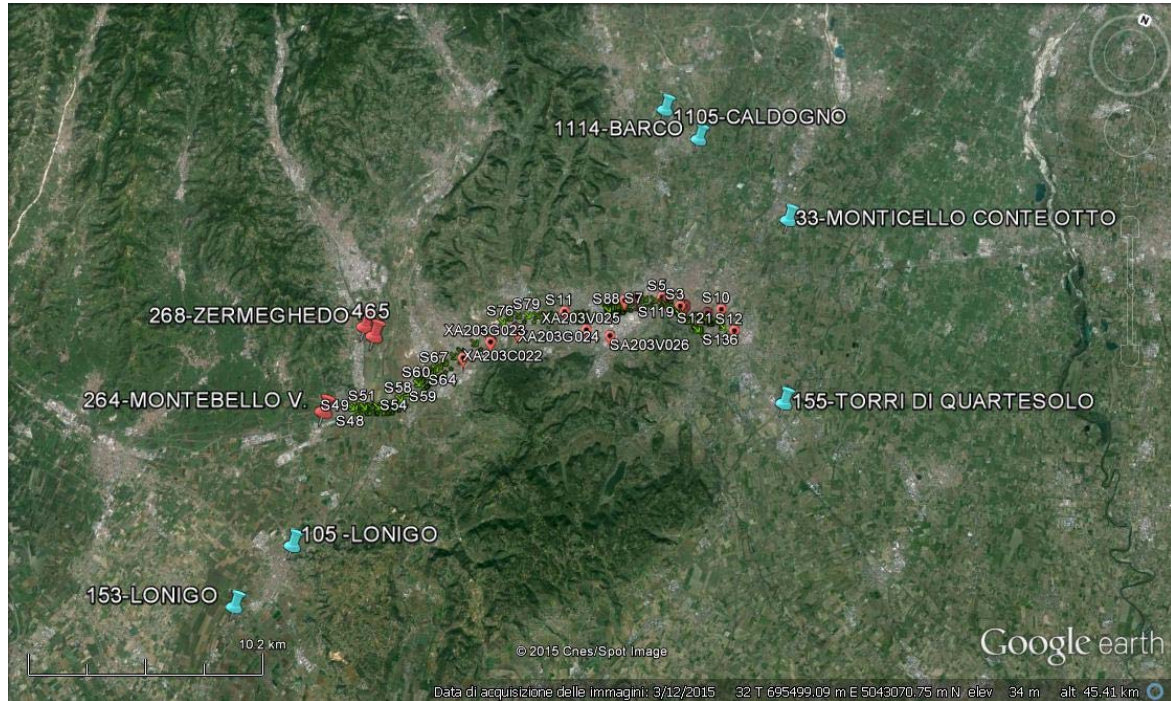 N
1105-CALDOGNO
1114-BARCO
33-MONTICELLO CONTE OTTO
S5
S88 S7 S3 S10
S79 S11
S76
S119
S121 S12
268-ZERMEGHEDO 465
XA203V025
XA203G023
XA203G024
SA203V026
S136
XA203C022
S67
S60
S64
S58
S59
264-MONTEBELLO V.
S49 S51 S54
S48
155-TORRI DI QUARTESOLO
105 -LONIGO
153-LONIGO
10.2 km
© 2015 Cnes/Spot Image
Google earth
Data di acquisizione delle immagini: 3/12/2015 32 T 695499.09 m E 5043070.75 m N elev 34 m alt 45.41 km